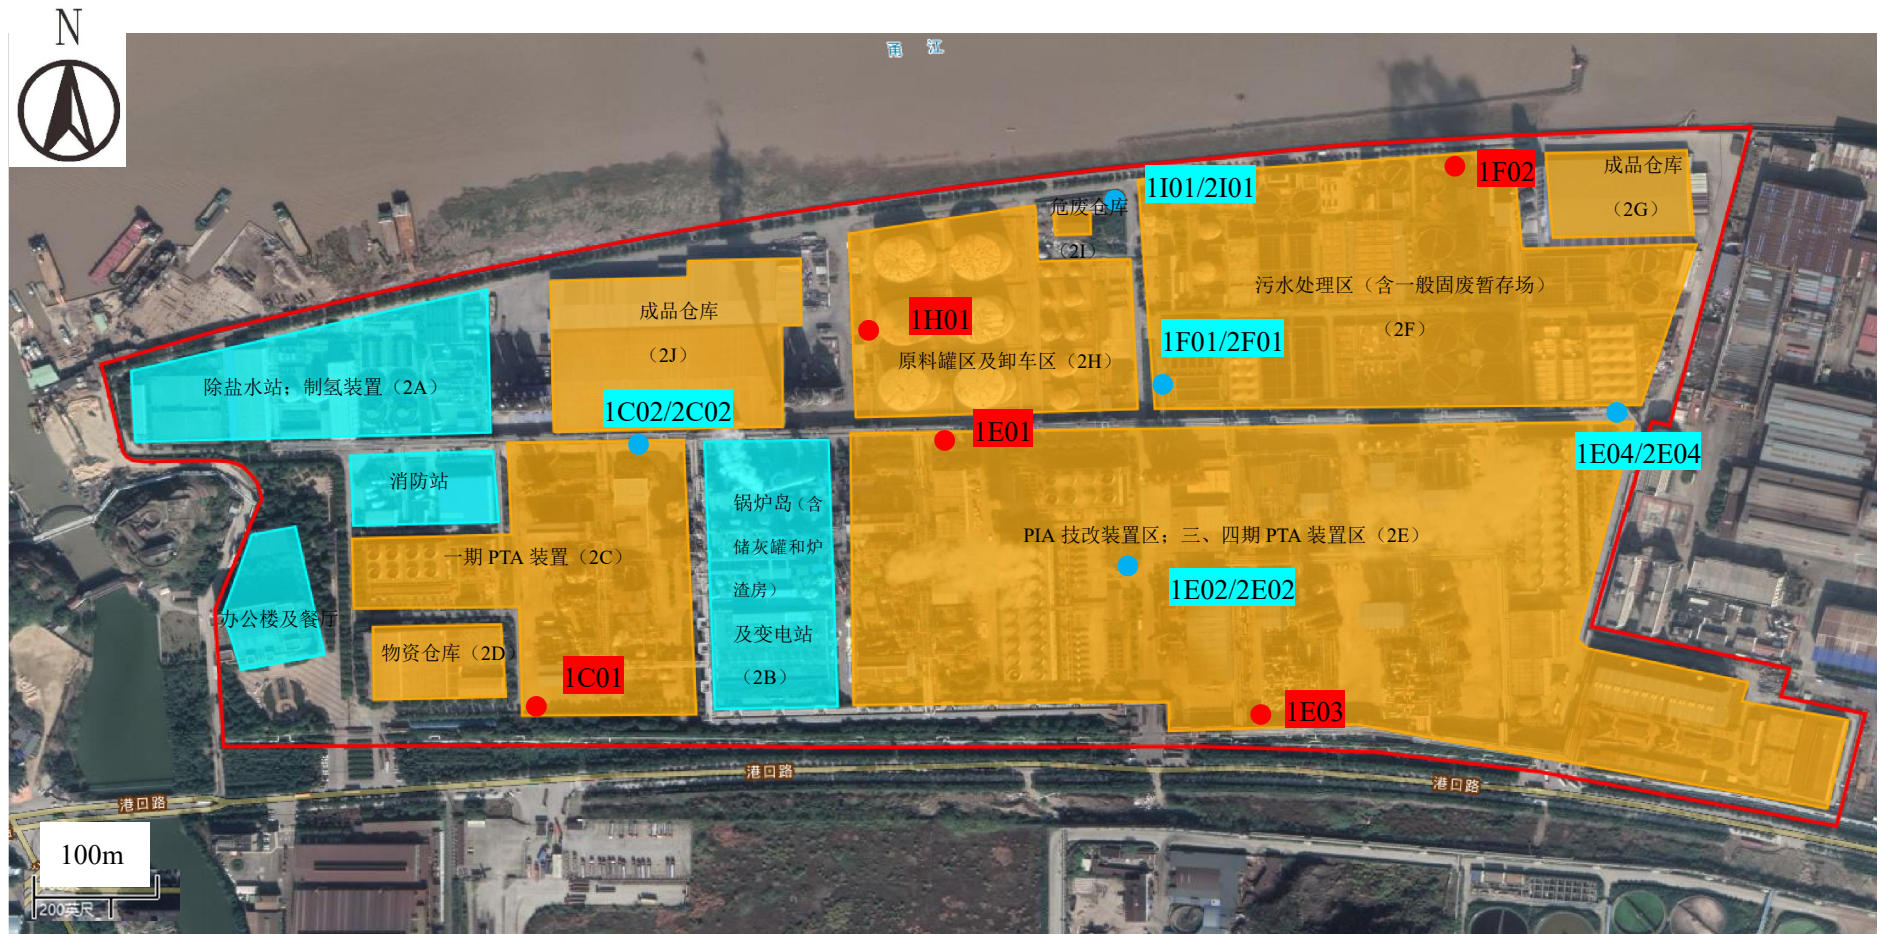 N
甬江
1F02
成品仓库
（2G）
1I01/2I01
危废仓库
（2I）
污水处理区（含一般固废暂存场）
（2F）
成品仓库
（2J）
1H01
原料罐区及卸车区（2H）
1F01/2F01
除盐水站；制氢装置（2A）
1C02/2C02
1E01
1E04/2E04
消防站
锅炉岛（含
储灰罐和炉
渣房）
及变电站
（2B）
一期 PTA 装置（2C）
PIA 技改装置区；三、四期 PTA 装置区（2E）
1E02/2E02
办公楼及餐厅
物资仓库（2D）
1C01
1E03
港口路
港口路
港口路
100m
200英尺